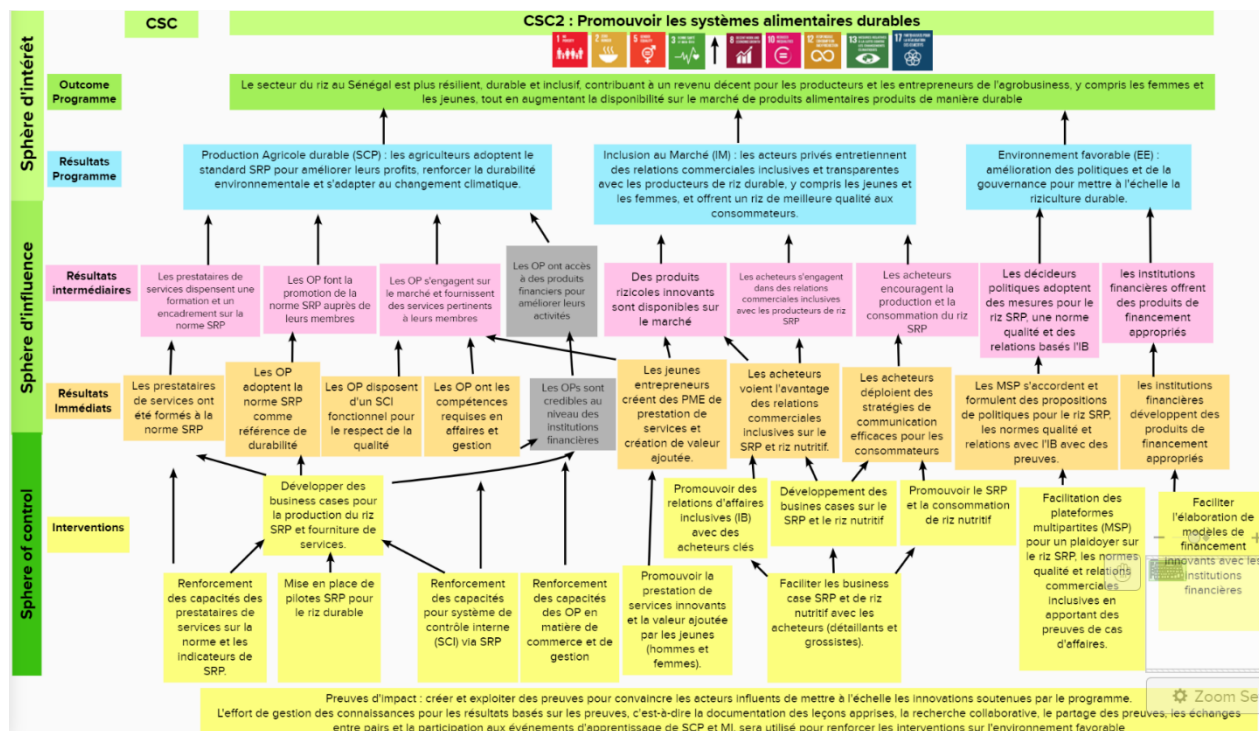 CSC
CSC2 : Promouvoir les systèmes alimentaires durables
Sphère d'intérêt
Outcome
Programme
Le secteur du riz au Sénégal est plus résilient, durable et inclusif, contribuant à un revenu décent pour les producteurs et les entrepreneurs de l'agrobusiness, y compris les femmes et
les jeunes, tout en augmentant la disponibilité sur le marché de produits alimentaires produits de manière durable
Résultats
Programme
Production Agricole durable (SCP) : les agriculteurs adoptent le
standard SRP pour améliorer leurs profits, renforcer la durabilité
environnementale et s'adapter au changement climatique.
Inclusion au Marché (IM) : les acteurs privés entretiennent
des relations commerciales inclusives et transparentes
avec les producteurs de riz durable, y compris les jeunes et
les femmes, et offrent un riz de meilleure qualité aux
consommateurs.
Environnement favorable (EE) :
amélioration des politiques et de la
gouvernance pour mettre à l'échelle la
riziculture durable.
Sphère d'influence
Résultats
intermédiaires
Les prestataires de
services dispensent une
formation et un
encadrement sur la
norme SRP
Les OP font la
promotion de la
norme SRP auprès de
leurs membres
Les OP s'engagent sur
le marché et fournissent
des services pertinents
à leurs membres
Les OP ont accès
à des produits
financiers pour
améliorer leurs
activités
Des produits
rizicoles innovants
sont disponibles sur
le marché
Les acheteurs s'engagent
dans des relations
commerciales inclusives
avec les producteurs de riz
SRP
Les acheteurs
encouragent la
production et la
consommation du riz
SRP
Les décideurs
politiques adoptent
des mesures pour le
riz SRP, une norme
qualité et des
relations basés l'IB
les institutions
financières offrent
des produits de
financement
appropriés
Résultats
Immédiats
Les prestataires
de services ont
été formés à la
norme SRP
Les OP
adoptent la
norme SRP
comme
référence de
durabilité
Les OP disposent
d'un SCI
fonctionnel pour
le respect de la
qualité
Les OP ont les
compétences
requises en
affaires et
gestion
Les OPs sont
credibles au
niveau des
institutions
financières
Les jeunes
entrepreneurs
créent des PME de
prestation de
services et
création de valeur
ajoutée.
Les acheteurs
voient l'avantage
des relations
commerciales
inclusives sur le
SRP et riz nutritif.
Les acheteurs
déploient des
stratégies de
communication
efficaces pour les
consommateurs
Les MSP s'accordent et
formulent des propositions
de politiques pour le riz SRP,
les normes qualité et
relations avec l'IB avec des
preuves.
les institutions
financières
développent des
produits de
financement
appropriés
Sphere of control
Interventions
Développer des
business cases pour
la production du riz
SRP et fourniture de
services.
Promouvoir des
relations d'affaires
inclusives (IB)
avec des
acheteurs clés
Développement des
business cases sur le
SRP et le riz nutritif
Promouvoir le SRP
et la consommation
de riz nutritif
Facilitation des
plateformes
multipartites (MSP)
pour un plaidoyer sur
le riz SRP, les normes
qualité et relations
commerciales
inclusives en
apportant des
preuves de cas
d'affaires.
Faciliter
l'élaboration de
modèles de
financement
innovants avec les
institutions
financières
Renforcement
des capacités des
prestataires de
services sur la
norme et les
indicateurs de
SRP.
Mise en place de
pilotes SRP pour
le riz durable
Renforcement
des capacités
pour système de
contrôle interne
(SCI) via SRP
Renforcement
des capacités
des OP en
matière de
commerce et de
gestion
Promouvoir la
prestation de
services innovants
et la valeur ajoutée
par les jeunes
(hommes et
femmes).
Faciliter les business
case SRP et de riz
nutritif avec les
acheteurs (détaillants et
grossistes).
Preuves d'impact : créer et exploiter des preuves pour convaincre les acteurs influents de mettre à l'échelle les innovations soutenues par le programme.
L'effort de gestion des connaissances pour les résultats basés sur les preuves, c'est-à-dire la documentation des leçons apprises, la recherche collaborative, le partage des preuves, les échanges
entre pairs et la participation aux événements d'apprentissage de SCP et MI, sera utilisé pour renforcer les interventions sur l'environnement favorable
Zoom Se